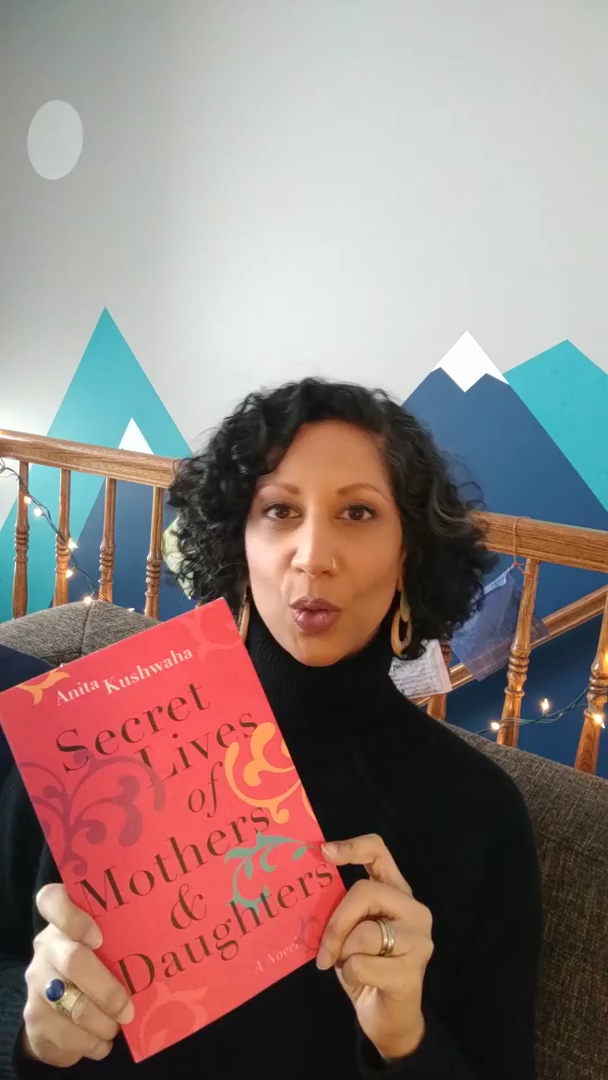 Anita Kushwaha
Secret
Lives
of
Mothers
&
Daughters
A Novel